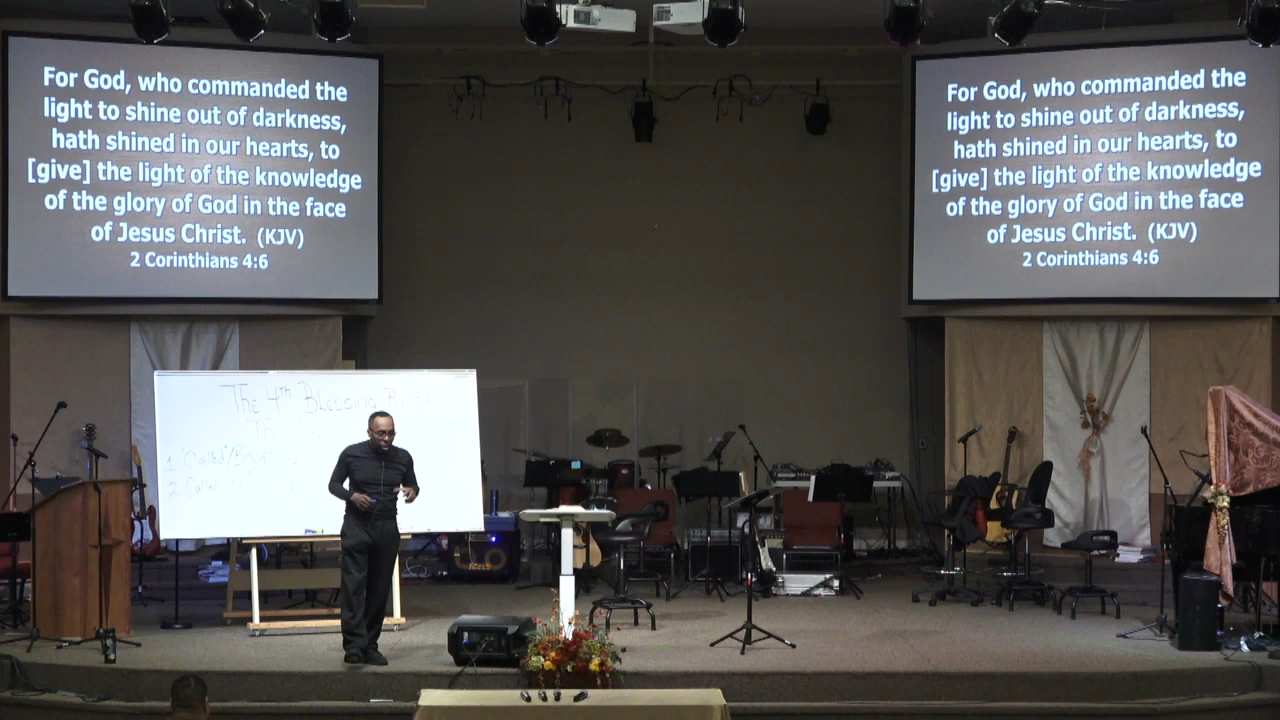 For God, who commanded the
light to shine out of darkness,
hath shined in our hearts, to
[give] the light of the knowledge
of the glory of God in the face
of Jesus Christ. (KJV)
2 Corinthians 4:6
For God, who commanded the
light to shine out of darkness,
hath shined in our hearts, to
[give] the light of the knowledge
of the glory of God in the face
of Jesus Christ. (KJV)
2 Corinthians 4:6
The 4th Blessing
1
2 Called